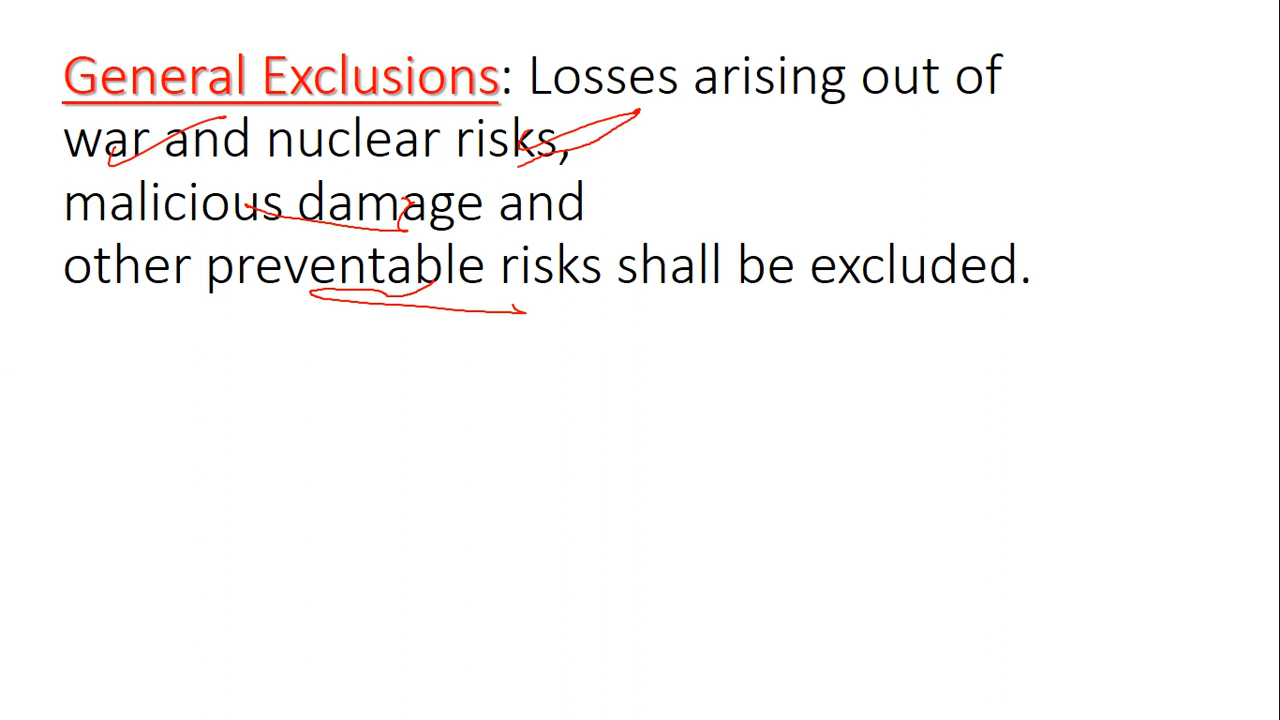 General Exclusions: Losses arising out of
war and nuclear risks,
malicious damage and
other preventable risks shall be excluded.